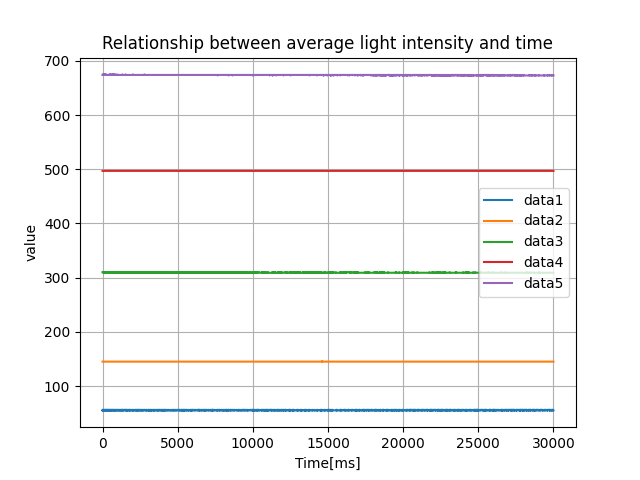 Relationship between average light intensity and time
700
600
500
400
300
200
100
value
data1
data2
data3
data4
data5
0 5000 10000 15000 20000 25000 30000
Time[ms]